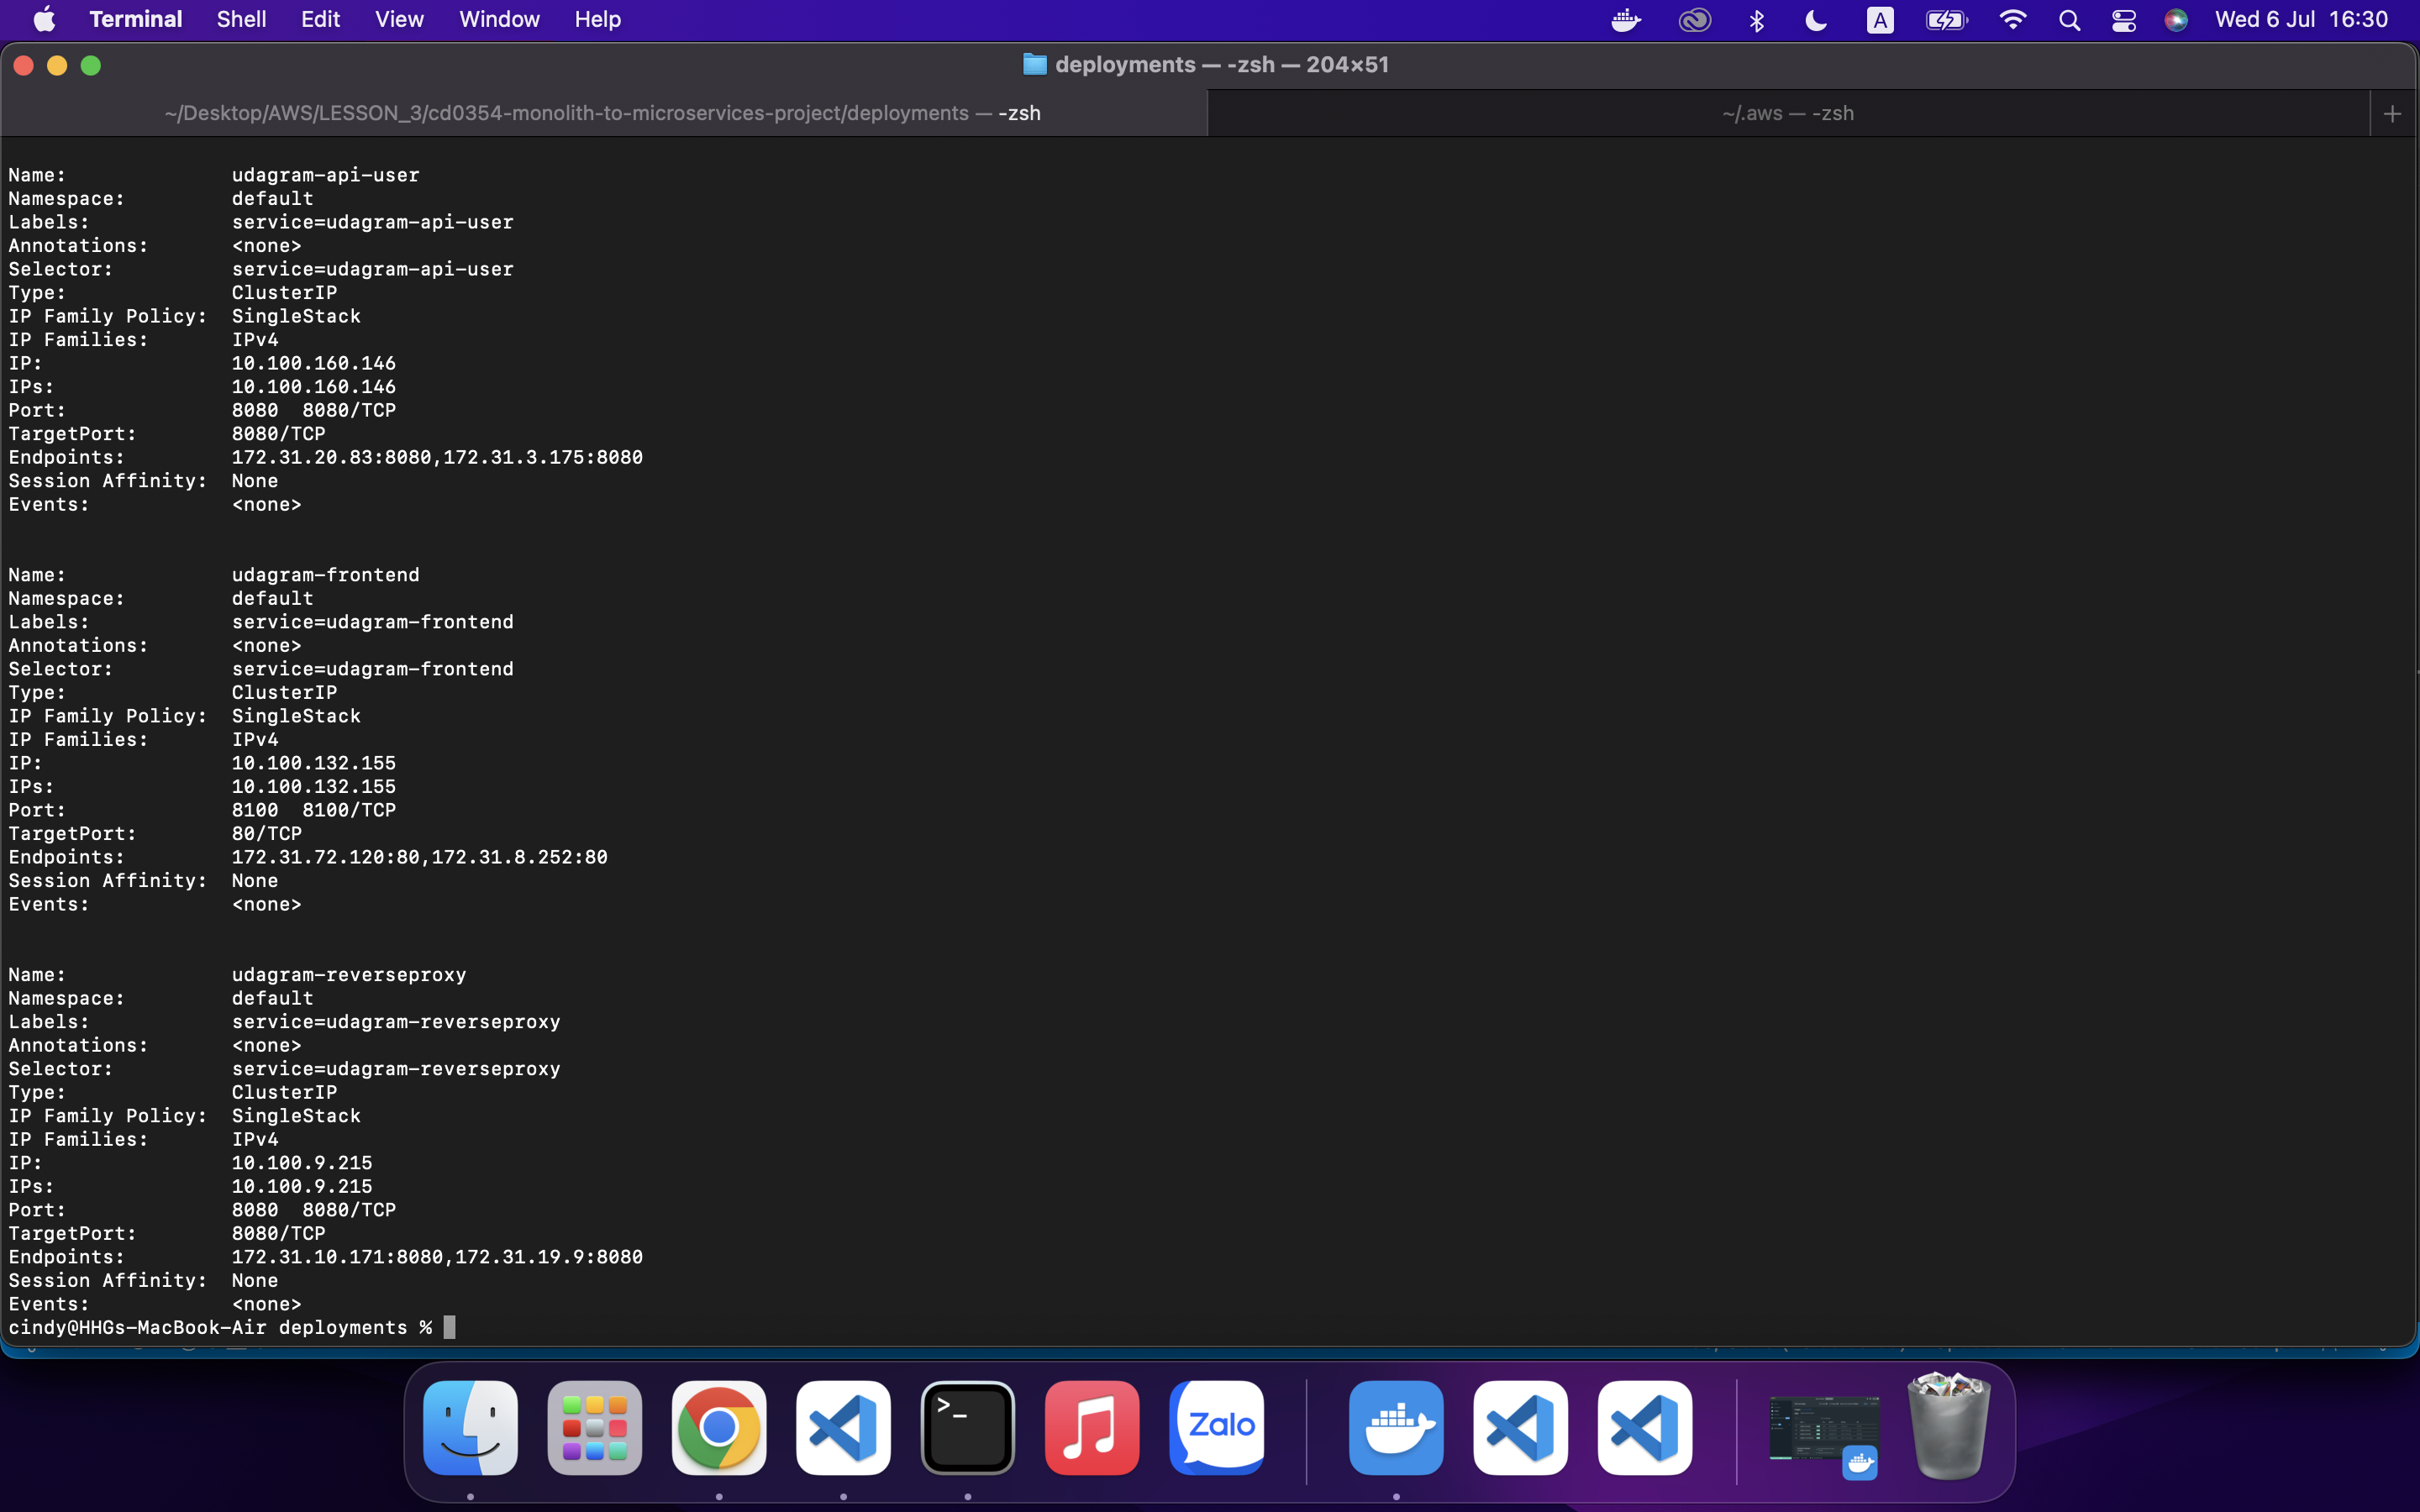 Terminal Shell Edit View Window Help A Wed 6 Jul 16:30
deployments — -zsh — 204×51
~/Desktop/AWS/LESSON_3/cd0354-monolith-to-microservices-project/deployments — -zsh ~/.aws — -zsh +
Name: udagram-api-user
Namespace: default
Labels: service=udagram-api-user
Annotations: <none>
Selector: service=udagram-api-user
Type: ClusterIP
IP Family Policy: SingleStack
IP Families: IPv4
IP: 10.100.160.146
IPs: 10.100.160.146
Port: 8080 8080/TCP
TargetPort: 8080/TCP
Endpoints: 172.31.20.83:8080,172.31.3.175:8080
Session Affinity: None
Events: <none>
Name: udagram-frontend
Namespace: default
Labels: service=udagram-frontend
Annotations: <none>
Selector: service=udagram-frontend
Type: ClusterIP
IP Family Policy: SingleStack
IP Families: IPv4
IP: 10.100.132.155
IPs: 10.100.132.155
Port: 8100 8100/TCP
TargetPort: 80/TCP
Endpoints: 172.31.72.120:80,172.31.8.252:80
Session Affinity: None
Events: <none>
Name: udagram-reverseproxy
Namespace: default
Labels: service=udagram-reverseproxy
Annotations: <none>
Selector: service=udagram-reverseproxy
Type: ClusterIP
IP Family Policy: SingleStack
IP Families: IPv4
IP: 10.100.9.215
IPs: 10.100.9.215
Port: 8080 8080/TCP
TargetPort: 8080/TCP
Endpoints: 172.31.10.171:8080,172.31.19.9:8080
Session Affinity: None
Events: <none>
cindy@HHGs-MacBook-Air deployments %
>_ Zalo